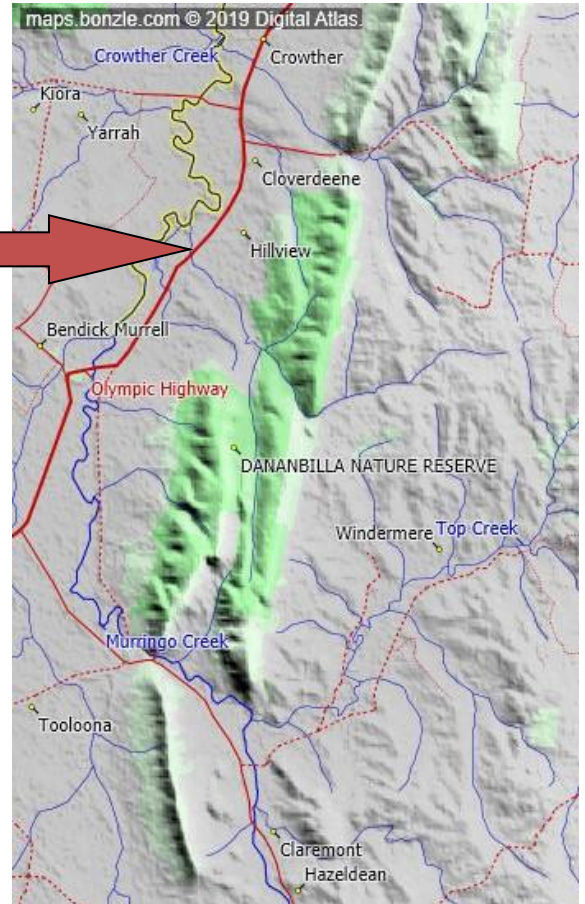 maps.bonzle.com © 2019 Digital Atlas
Crowther Creek
Crowther
Kiora
Yarrah
Cloverdeene
Hillview
Bendick Murrell
Olympic Highway
DANANBILLA NATURE RESERVE
Windermere
Top Creek
Murringo Creek
Tooloona
Claremont
Hazeldean